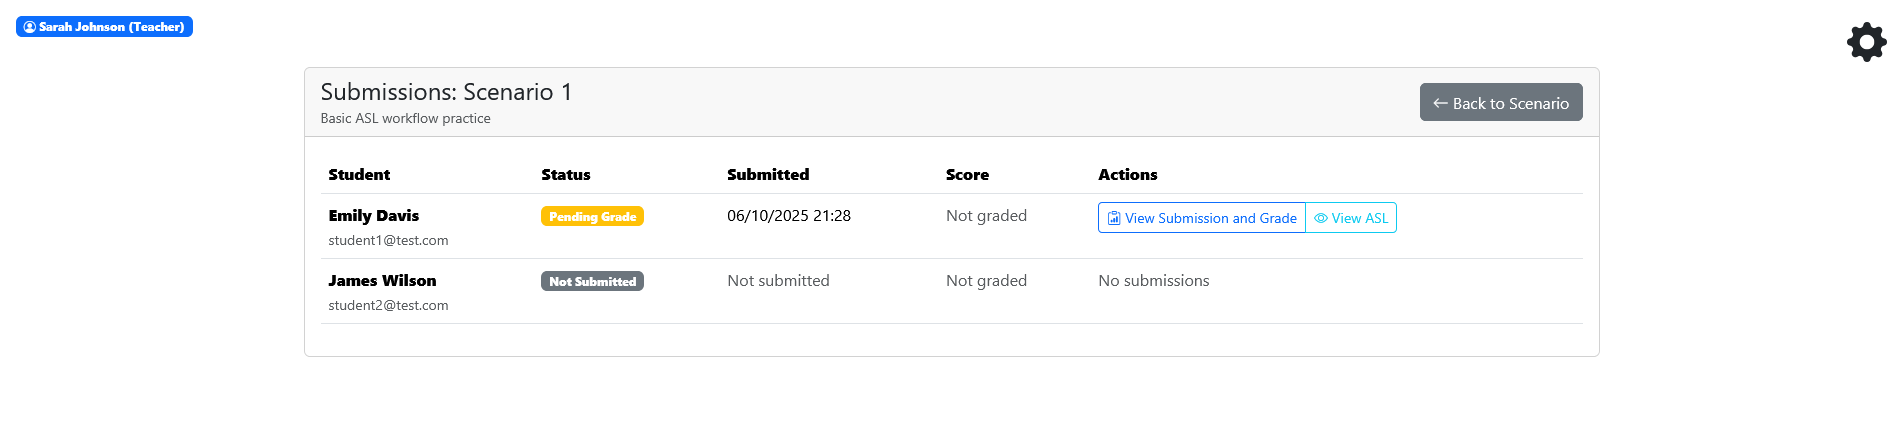 Sarah Johnson (Teacher)
Submissions: Scenario 1
Basic ASL workflow practice
← Back to Scenario
Student Status Submitted Score Actions
Emily Davis Pending Grade 06/10/2025 21:28 Not graded View Submission and Grade View ASL
student1@test.com
James Wilson Not Submitted Not submitted Not graded No submissions
student2@test.com